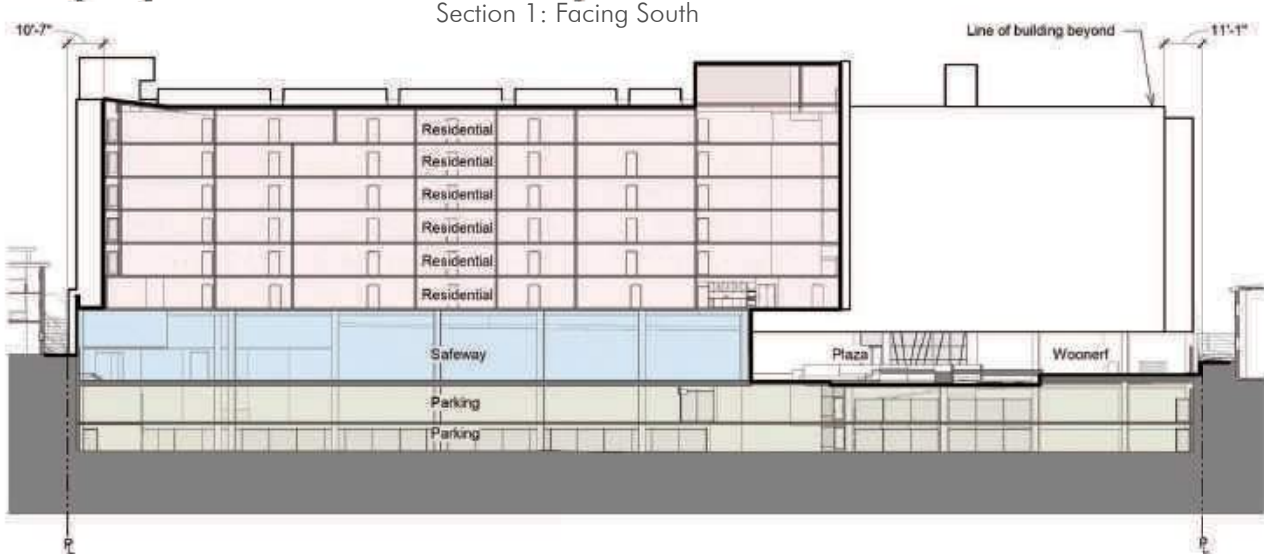 Section 1: Facing South
10'-7"
Line of building beyond
11'-1"
Residential
Residential
Residential
Residential
Residential
Residential
Safeway
Plaza
Woonerf
Parking
Parking
℄
℄